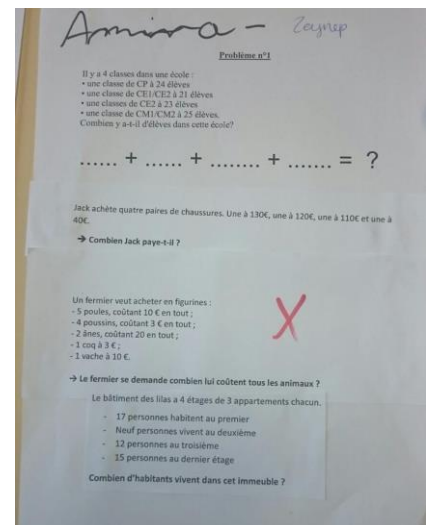 Amina - Zeynep
Problème n°1
Il y a 4 classes dans une école :
• une classe de CP à 24 élèves
• une classe de CE1/CE2 à 21 élèves
• une classes de CE2 à 23 élèves
• une classe de CM1/CM2 à 25 élèves.
Combien y a-t-il d'élèves dans cette école?
...... + ...... + ........ + ....... = ?
Jack achète quatre paires de chaussures. Une à 130€, une à 120€, une à 110€ et une à
40€.
→ Combien Jack paye-t-il ?
Un fermier veut acheter en figurines :
- 5 poules, coûtant 10 € en tout ;
- 4 poussins, coûtant 3 € en tout ;
- 2 ânes, coûtant 20 en tout ;
- 1 coq à 3 € ;
- 1 vache à 10 €.
X
→ Le fermier se demande combien lui coûtent tous les animaux ?
Le bâtiment des lilas a 4 étages de 3 appartements chacun.
- 17 personnes habitent au premier
- Neuf personnes vivent au deuxième
- 12 personnes au troisième
- 15 personnes au dernier étage
Combien d'habitants vivent dans cet immeuble ?